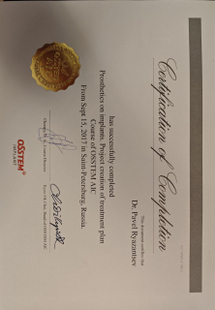 Certification of Completion
This document certifies that
Dr. Pavel Ryazantsev
has successfully completed
Prosthetics on implants. Project creation of treatment plan
Course of OSSTEM AIC
From Sept 15, 2017 in Saint-Petersburg, Russia.
OSSTEM
IMPLANT